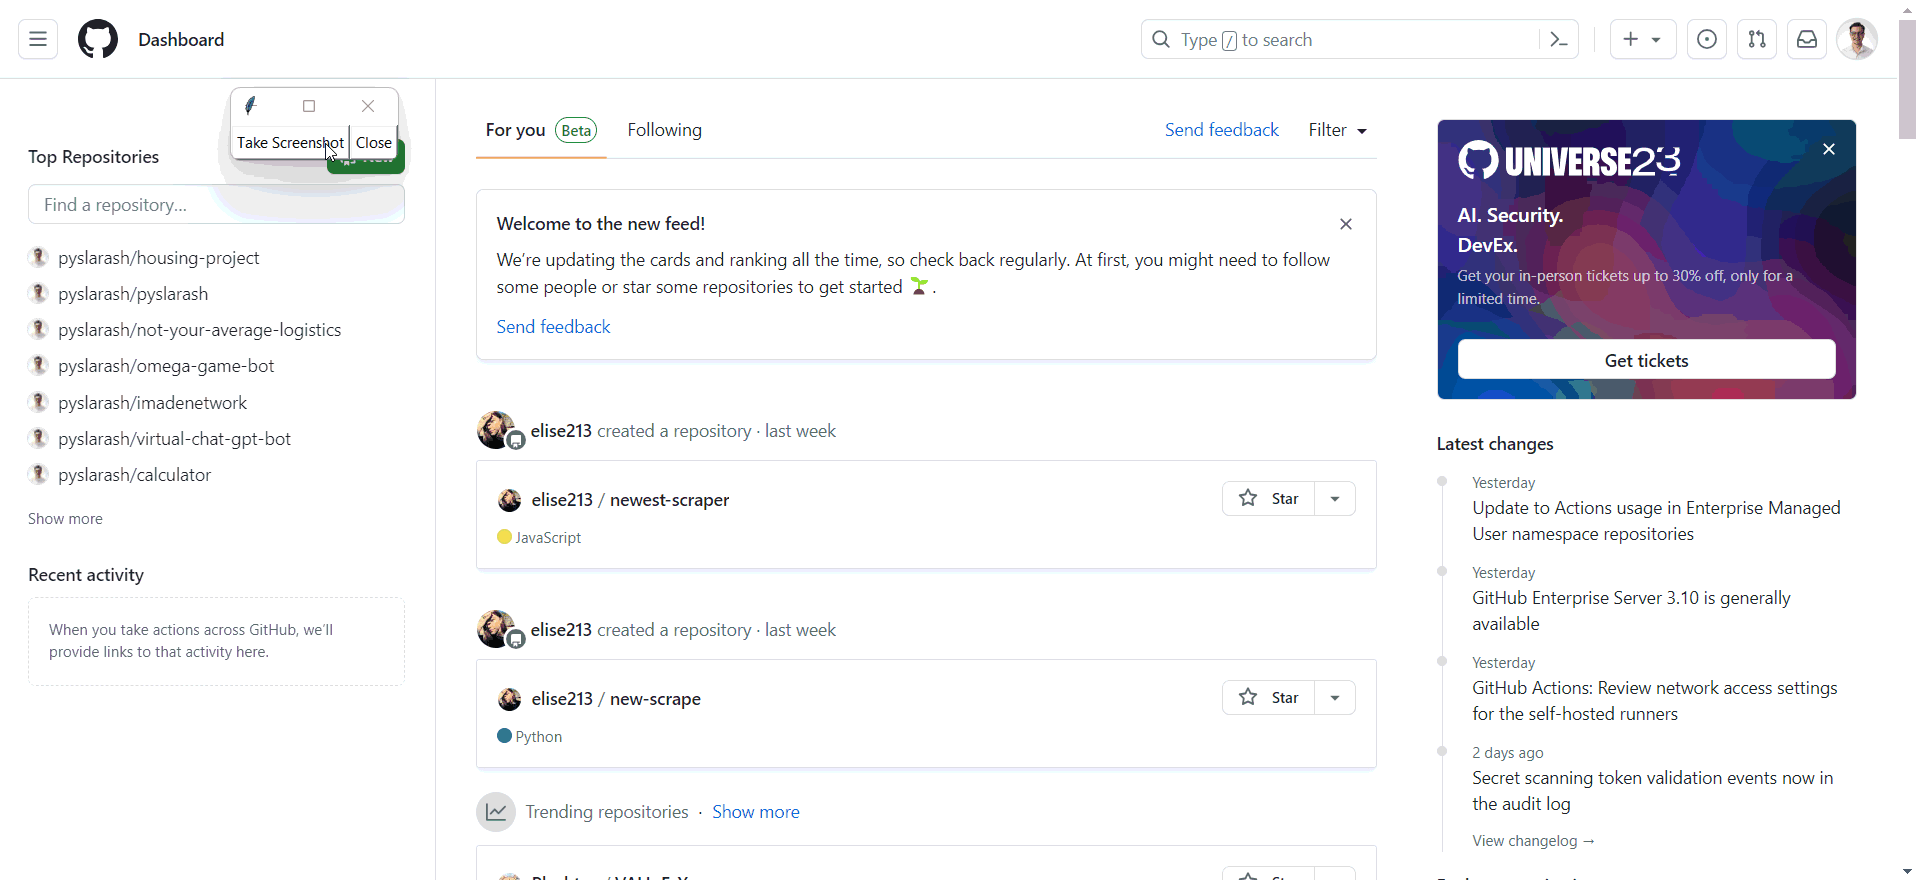 Dashboard
Type / to search
Take Screenshot
Close
Top Repositories
Find a repository...
pyslarash/housing-project
pyslarash/pyslarash
pyslarash/not-your-average-logistics
pyslarash/omega-game-bot
pyslarash/imadenetwork
pyslarash/virtual-chat-gpt-bot
pyslarash/calculator
Show more
Recent activity
When you take actions across GitHub, we'll
provide links to that activity here.
For you Beta
Following
Send feedback
Filter
Welcome to the new feed!
We're updating the cards and ranking all the time, so check back regularly. At first, you might need to follow
some people or star some repositories to get started .
Send feedback
elise213 created a repository · last week
elise213 / newest-scraper
Star
JavaScript
elise213 created a repository · last week
elise213 / new-scrape
Star
Python
Trending repositories · Show more
UNIVERSE23
AI. Security.
DevEx.
Get your in-person tickets up to 30% off, only for a
limited time.
Get tickets
Latest changes
Yesterday
Update to Actions usage in Enterprise Managed
User namespace repositories
Yesterday
GitHub Enterprise Server 3.10 is generally
available
Yesterday
GitHub Actions: Review network access settings
for the self-hosted runners
2 days ago
Secret scanning token validation events now in
the audit log
View changelog →